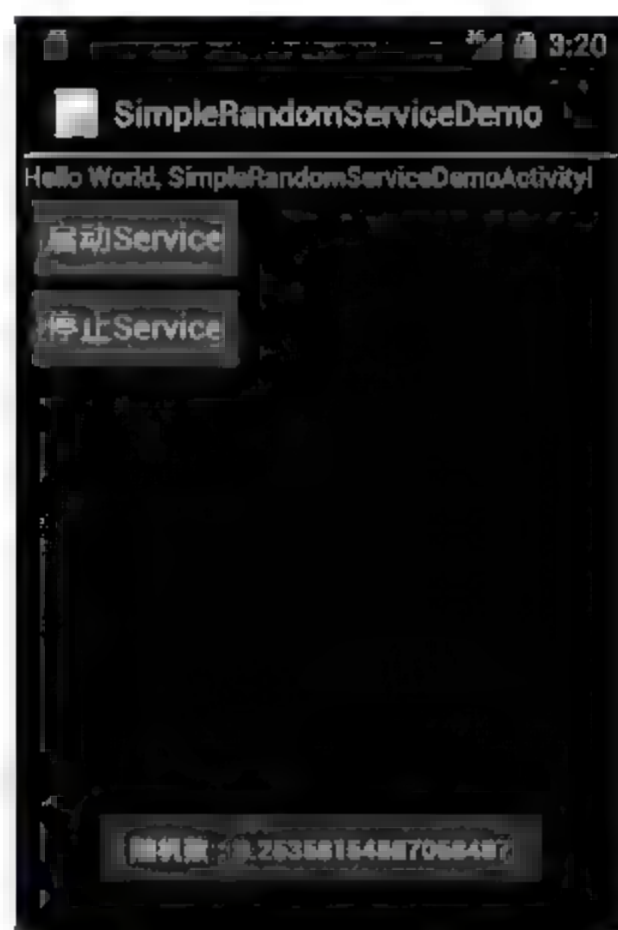 3:20
SimpleRandomServiceDemo
Hello World, SimpleRandomServiceDemoActivity!
启动Service
停止Service
随机数